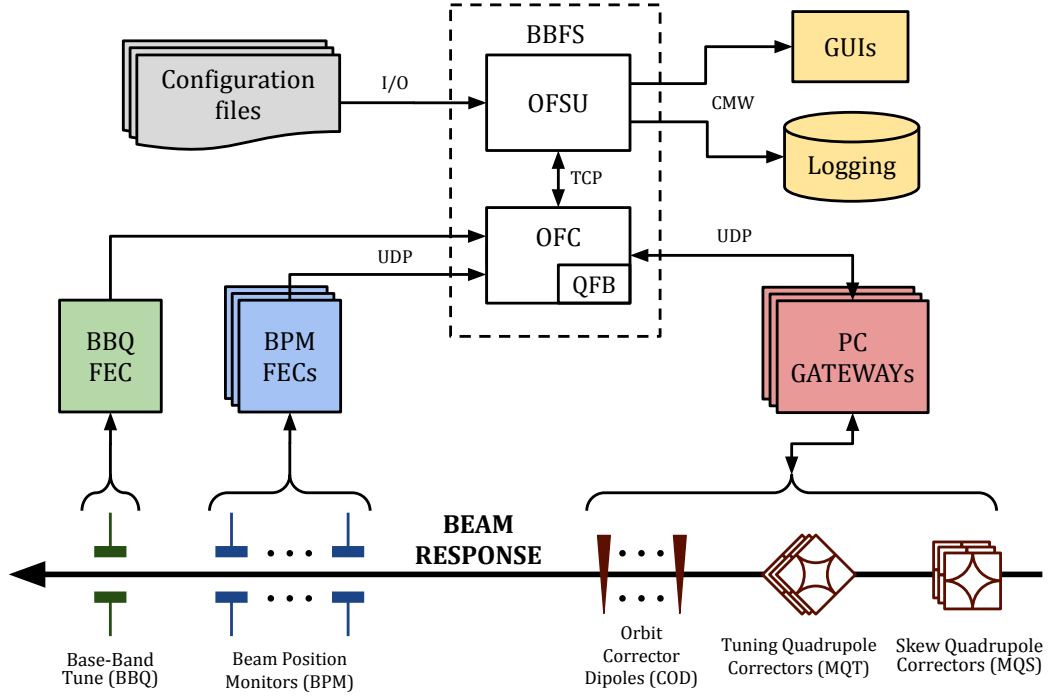 BBFS
GUIs
Configuration
files
I/O
OFSU
CMW
Logging
TCP
OFC
UDP
UDP
QFB
BBQ
FEC
BPM
FECs
PC
GATEWAYs
BEAM
RESPONSE
Base-Band
Tune (BBQ)
Beam Position
Monitors (BPM)
Orbit
Corrector
Dipoles (COD)
Tuning Quadrupole
Correctors (MQT)
Skew Quadrupole
Correctors (MQS)